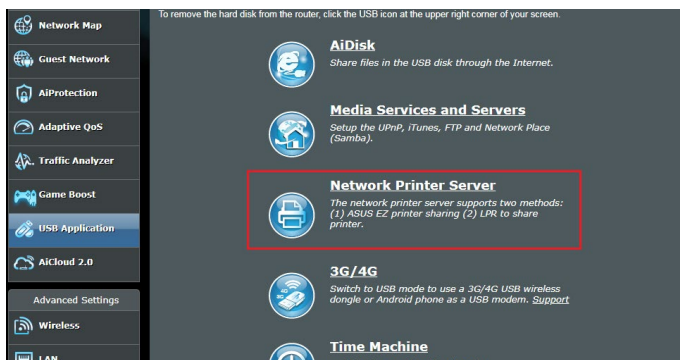 To remove the hard disk from the router, click the USB icon at the upper right corner of your screen.
Network Map
Guest Network
AiProtection
Adaptive QoS
Traffic Analyzer
Game Boost
USB Application
AiCloud 2.0
Advanced Settings
Wireless
LAN
AiDisk
Share files in the USB disk through the Internet.
Media Services and Servers
Setup the UPnP, iTunes, FTP and Network Place
(Samba).
Network Printer Server
The network printer server supports two methods:
(1) ASUS EZ printer sharing (2) LPR to share
printer.
3G/4G
Switch to USB mode to use a 3G/4G USB wireless
dongle or Android phone as a USB modem. Support
Time Machine